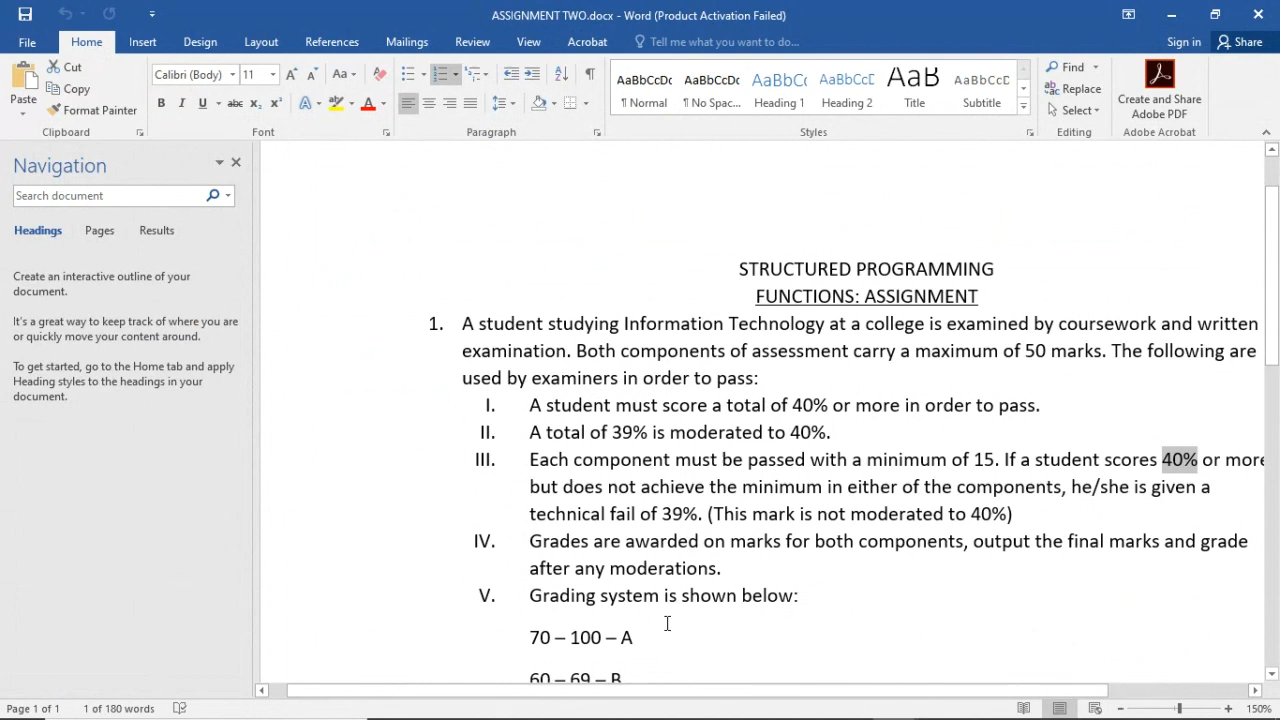 ASSIGNMENT TWO.docx - Word (Product Activation Failed)
File Home Insert Design Layout References Mailings Review View Acrobat Tell me what you want to do... Sign in Share
Paste Cut Copy Format Painter
Calibri (Body) 11
AaBbCcDc AaBbCcDc AaBbC AaBbCcE AaB AaBbCcD
¶ Normal ¶ No Spac... Heading 1 Heading 2 Title Subtitle
Find Replace Select
Create and Share
Adobe PDF
Clipboard Font Paragraph Styles Editing Adobe Acrobat
Navigation
Search document
Headings Pages Results
Create an interactive outline of your
document.
It's a great way to keep track of where you are
or quickly move your content around.
To get started, go to the Home tab and apply
Heading styles to the headings in your
document.
STRUCTURED PROGRAMMING
FUNCTIONS: ASSIGNMENT
1. A student studying Information Technology at a college is examined by coursework and written
examination. Both components of assessment carry a maximum of 50 marks. The following are
used by examiners in order to pass:
I. A student must score a total of 40% or more in order to pass.
II. A total of 39% is moderated to 40%.
III. Each component must be passed with a minimum of 15. If a student scores 40% or more
but does not achieve the minimum in either of the components, he/she is given a
technical fail of 39%. (This mark is not moderated to 40%)
IV. Grades are awarded on marks for both components, output the final marks and grade
after any moderations.
V. Grading system is shown below:
70 – 100 – A
60 – 69 – B
Page 1 of 1 1 of 180 words 150%